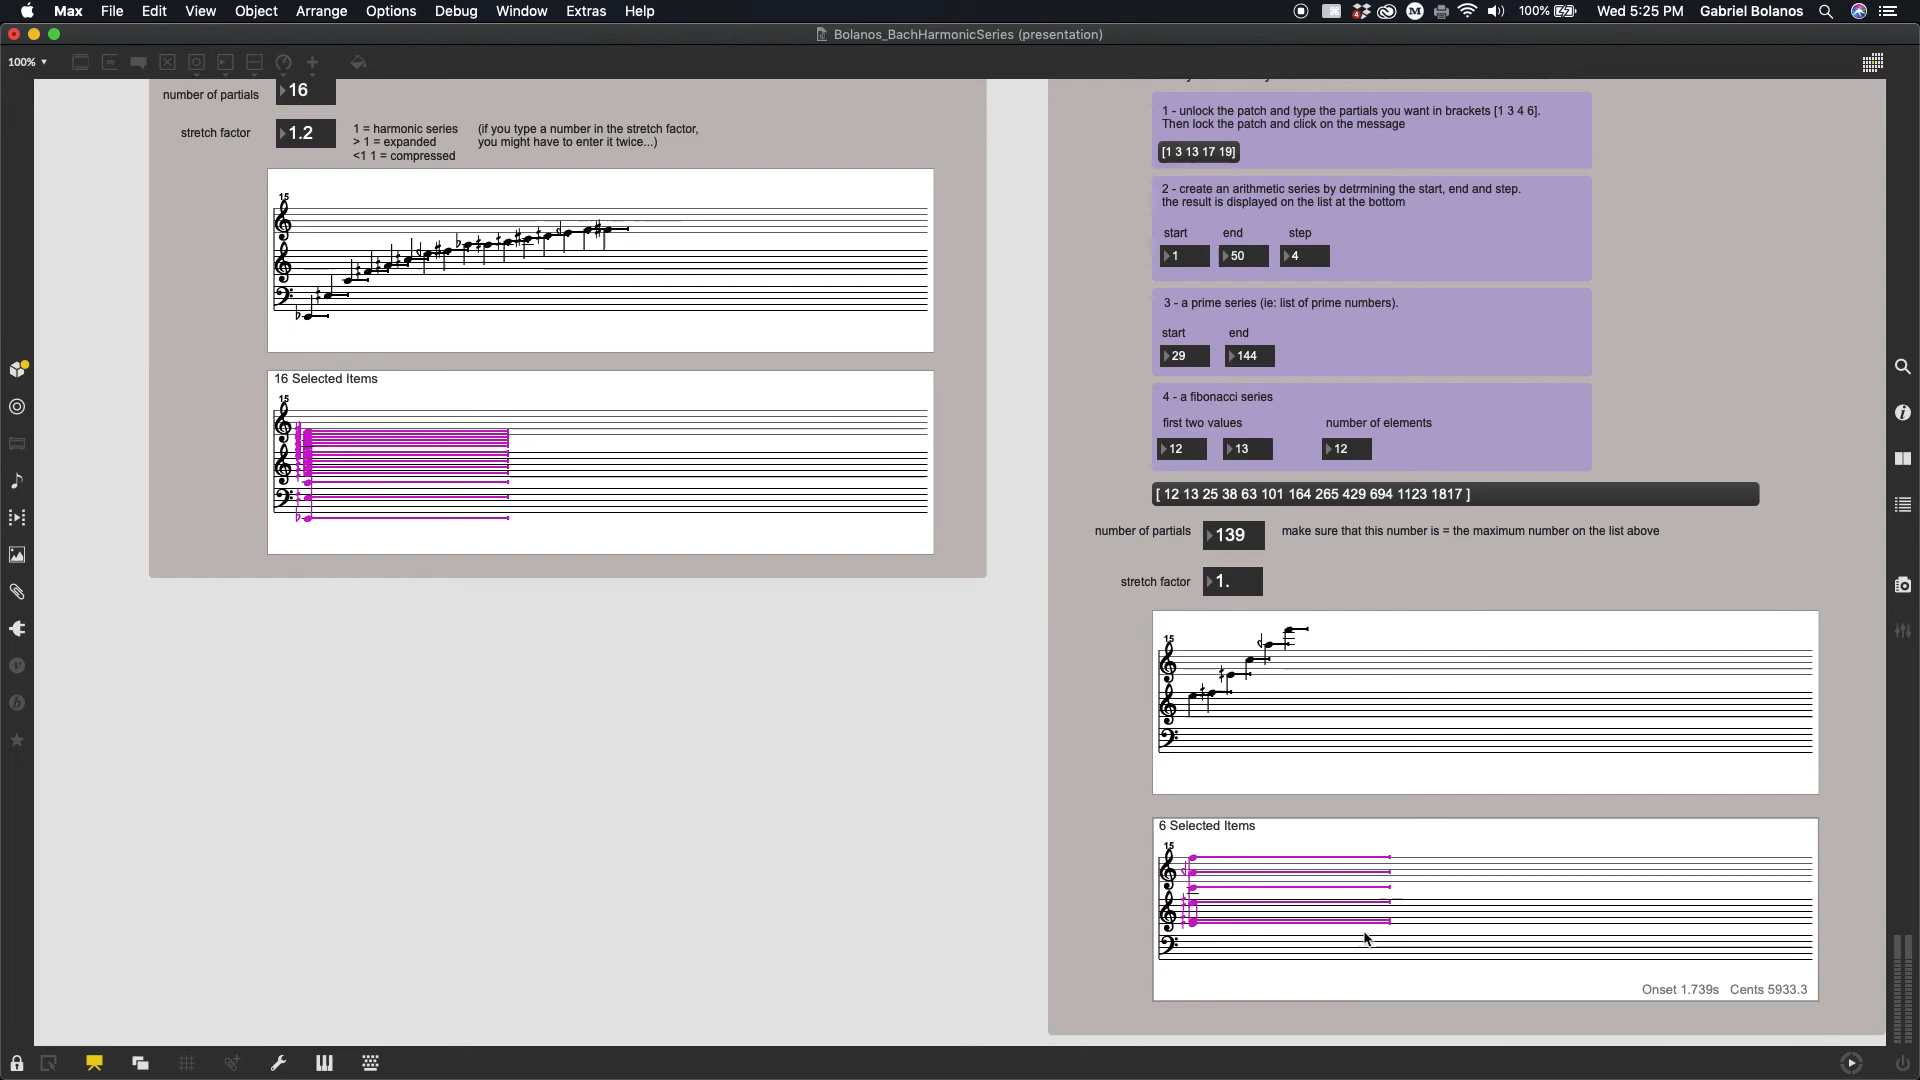 Max File Edit View Object Arrange Options Debug Window Extras Help
100% Wed 5:25 PM Gabriel Bolanos
Bolanos_BachHarmonicSeries (presentation)
100%
number of partials 16
stretch factor 1.2
1 = harmonic series
> 1 = expanded
<1 1 = compressed
(if you type a number in the stretch factor,
you might have to enter it twice...)
15
16 Selected Items
15
1 - unlock the patch and type the partials you want in brackets [1 3 4 6].
Then lock the patch and click on the message
[1 3 13 17 19]
2 - create an arithmetic series by detrmining the start, end and step.
the result is displayed on the list at the bottom
start end step
1 50 4
3 - a prime series (ie: list of prime numbers).
start end
29 144
4 - a fibonacci series
first two values number of elements
12 13 12
[ 12 13 25 38 63 101 164 265 429 694 1123 1817 ]
number of partials 139 make sure that this number is = the maximum number on the list above
stretch factor 1.
15
6 Selected Items
15
Onset 1.739s Cents 5933.3